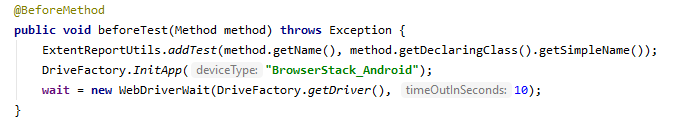 @BeforeMethod
public void beforeTest(Method method) throws Exception {
ExtentReportUtils.addTest(method.getName(), method.getDeclaringClass().getSimpleName());
DriveFactory.InitApp( deviceType: "BrowserStack_Android");
wait = new WebDriverWait(DriveFactory.getDriver(), timeOutInSeconds: 10);
}